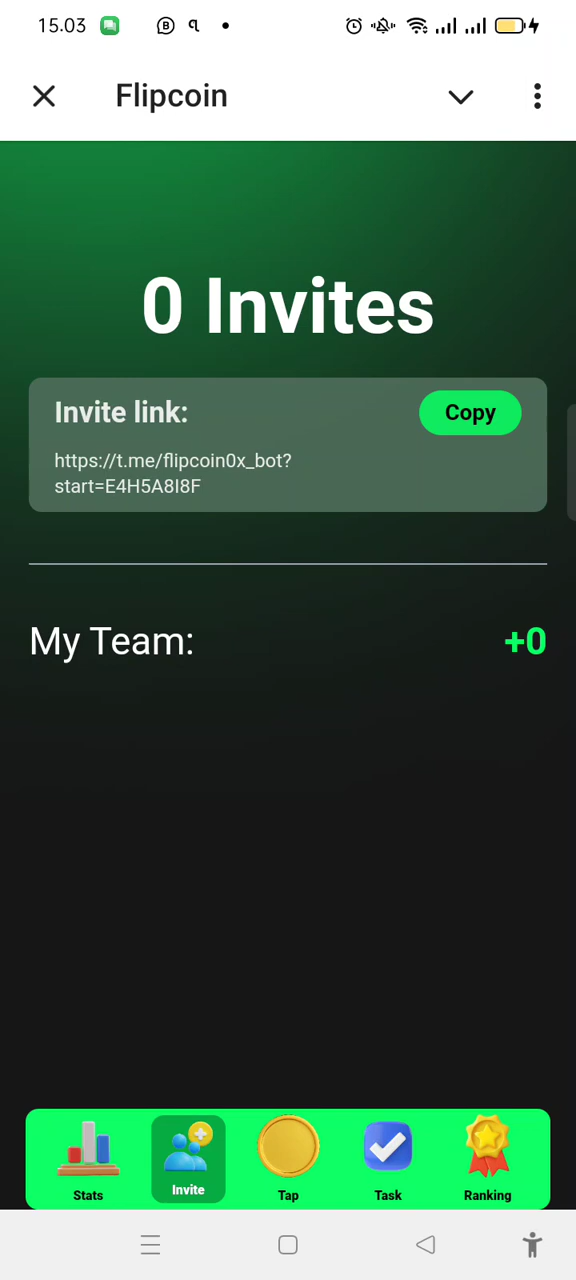 15.03
Flipcoin
0 Invites
Invite link:
Copy
https://t.me/flipcoin0x_bot?
start=E4H5A8I8F
My Team:
+0
Stats
Invite
Tap
Task
Ranking